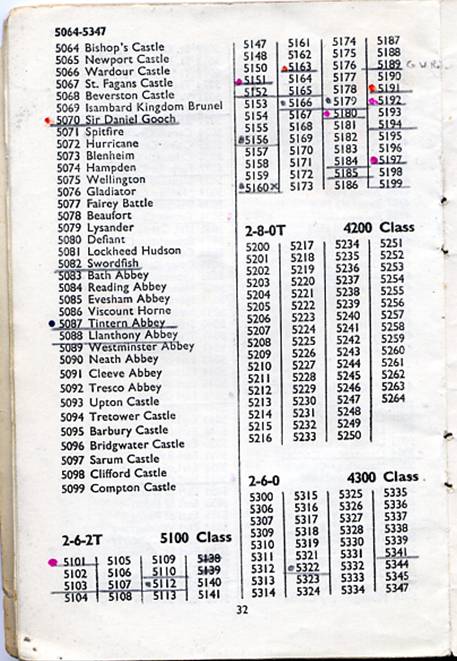 5064-5347
5064 Bishop's Castle
5065 Newport Castle
5066 Wardour Castle
5067 St. Fagans Castle
5068 Beverston Castle
5069 Isambard Kingdom Brunel
5070 Sir Daniel Gooch
5071 Spitfire
5072 Hurricane
5073 Blenheim
5074 Hampden
5075 Wellington
5076 Gladiator
5077 Fairey Battle
5078 Beaufort
5079 Lysander
5080 Defiant
5081 Lockheed Hudson
5082 Swordfish
5083 Bath Abbey
5084 Reading Abbey
5085 Evesham Abbey
5086 Viscount Horne
5087 Tintern Abbey
5088 Llanthony Abbey
5089 Westminster Abbey
5090 Neath Abbey
5091 Cleeve Abbey
5092 Tresco Abbey
5093 Upton Castle
5094 Tretower Castle
5095 Barbury Castle
5096 Bridgwater Castle
5097 Sarum Castle
5098 Clifford Castle
5099 Compton Castle
2-6-2T 5100 Class
5101 5105 5109 5138
5102 5106 5110 5139
5103 5107 5112 5140
5104 5108 5113 5141
5147 5161 5174 5187
5148 5162 5175 5188
5150 5163 5176 5189
5151 5164 5177 5190
5152 5165 5178 5191
5153 5166 5179 5192
5154 5167 5180 5193
5155 5168 5181 5194
5156 5169 5182 5195
5157 5170 5183 5196
5158 5171 5184 5197
5159 5172 5185 5198
5160 5173 5186 5199
2-8-0T 4200 Class
5200 5217 5234 5251
5201 5218 5235 5252
5202 5219 5236 5253
5203 5220 5237 5254
5204 5221 5238 5255
5205 5222 5239 5256
5206 5223 5240 5257
5207 5224 5241 5258
5208 5225 5242 5259
5209 5226 5243 5260
5210 5227 5244 5261
5211 5228 5245 5262
5212 5229 5246 5263
5213 5230 5247 5264
5214 5231 5248
5215 5232 5249
5216 5233 5250
2-6-0 4300 Class
5300 5315 5325 5335
5306 5316 5326 5336
5307 5317 5327 5337
5309 5318 5328 5338
5310 5319 5330 5339
5311 5321 5331 5341
5312 5322 5332 5344
5313 5323 5333 5345
5314 5324 5334 5347
32